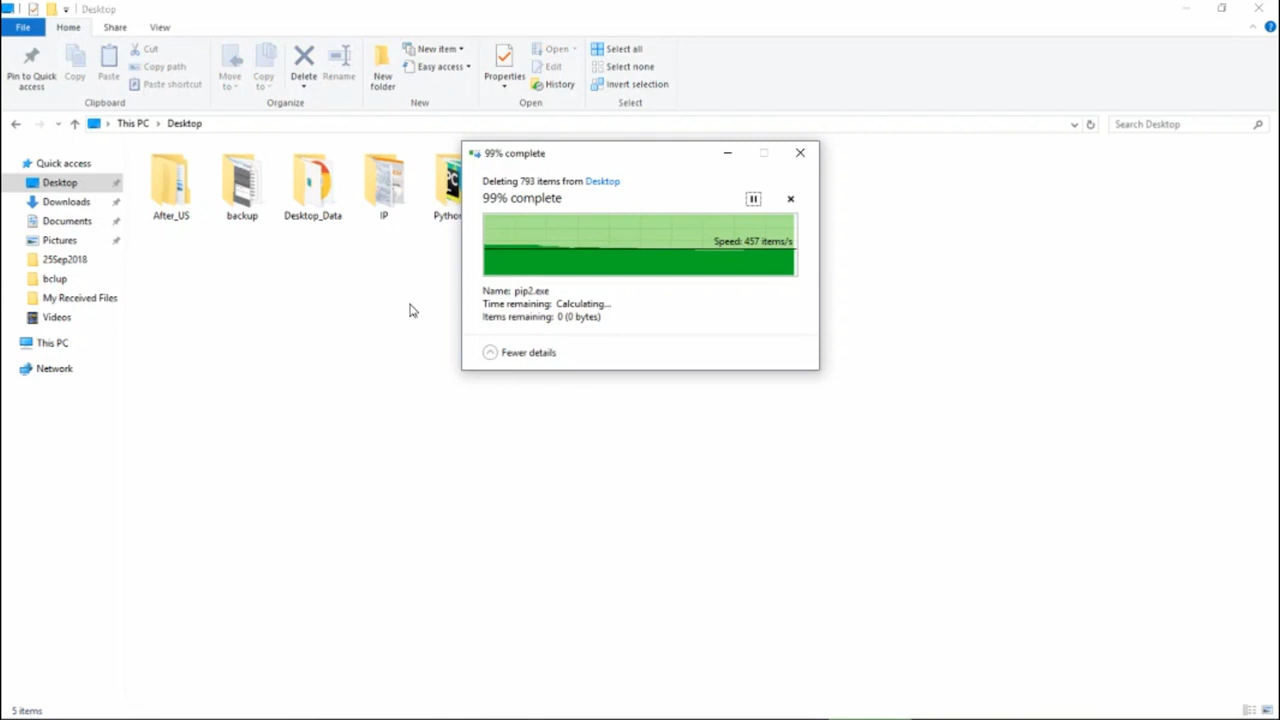 Desktop
File Home Share View
Pin to Quick access
Copy
Paste
Cut
Copy path
Paste shortcut
Clipboard
Move to
Copy to
Delete
Rename
Organize
New folder
New item
Easy access
New
Properties
Open
Edit
History
Open
Select all
Select none
Invert selection
Select
This PC > Desktop
Search Desktop
Quick access
Desktop
Downloads
Documents
Pictures
25Sep2018
bclup
My Received Files
Videos
This PC
Network
After_US
backup
Desktop_Data
IP
Python
99% complete
Deleting 793 items from Desktop
99% complete
Speed: 457 items/s
Name: pip2.exe
Time remaining: Calculating...
Items remaining: 0 (0 bytes)
Fewer details
5 items